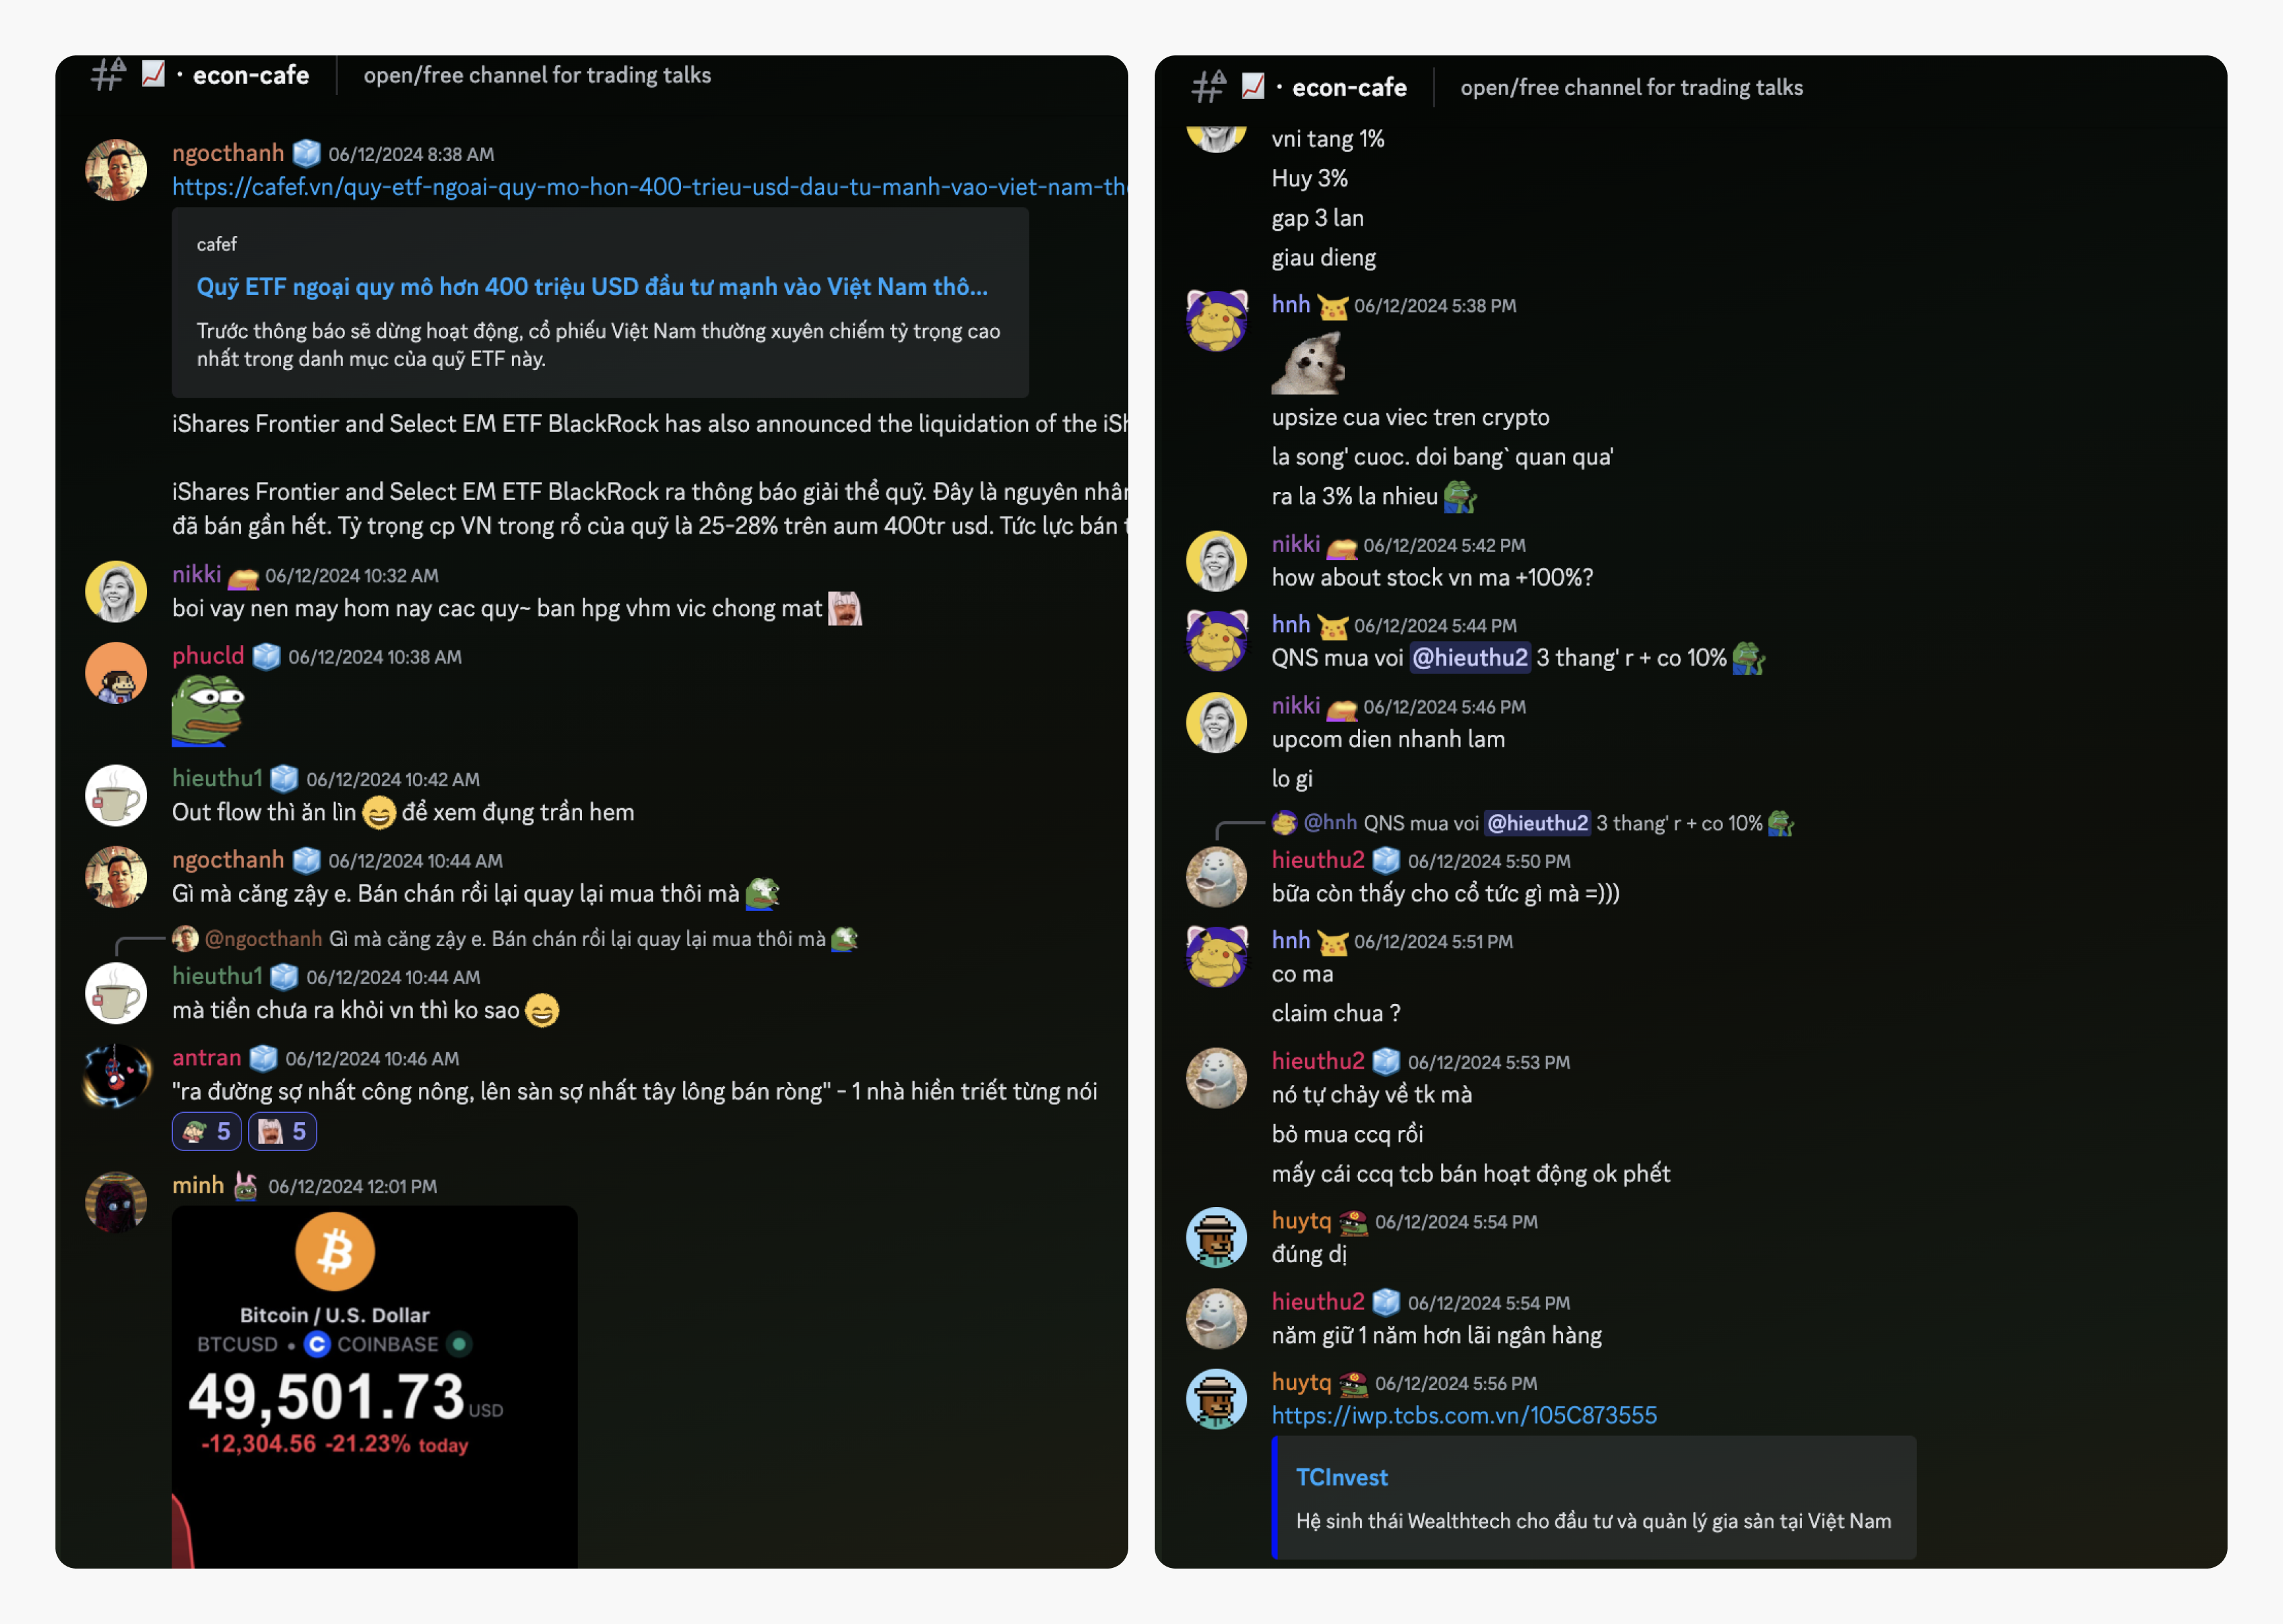 econ-cafe
open/free channel for trading talks
ngocthanh 06/12/2024 8:38 AM
https://cafef.vn/quy-etf-ngoai-quy-mo-hon-400-trieu-usd-dau-tu-manh-vao-viet-nam-th
cafef
Quỹ ETF ngoại quy mô hơn 400 triệu USD đầu tư mạnh vào Việt Nam thô...
Trước thông báo sẽ dừng hoạt động, cổ phiếu Việt Nam thường xuyên chiếm tỷ trọng cao
nhất trong danh mục của quỹ ETF này.
iShares Frontier and Select EM ETF BlackRock has also announced the liquidation of the iSh
iShares Frontier and Select EM ETF BlackRock ra thông báo giải thể quỹ. Đây là nguyên nhân
đã bán gần hết. Tỷ trọng cp VN trong rổ của quỹ là 25-28% trên aum 400tr usd. Tức lực bán t
nikki 06/12/2024 10:32 AM
boi vay nen may hom nay cac quy~ ban hpg vhm vic chong mat
phucld 06/12/2024 10:38 AM
hieuthu1 06/12/2024 10:42 AM
Out flow thì ăn lìn 😄 để xem đụng trần hem
ngocthanh 06/12/2024 10:44 AM
Gì mà căng zậy e. Bán chán rồi lại quay lại mua thôi mà
@ngocthanh Gì mà căng zậy e. Bán chán rồi lại quay lại mua thôi mà
hieuthu1 06/12/2024 10:44 AM
mà tiền chưa ra khỏi vn thì ko sao 😄
antran 06/12/2024 10:46 AM
"ra đường sợ nhất công nông, lên sàn sợ nhất tây lông bán ròng" - 1 nhà hiền triết từng nói
5 5
minh 06/12/2024 12:01 PM
Bitcoin / U.S. Dollar
BTCUSD • COINBASE
49,501.73 USD
-12,304.56 -21.23% today
econ-cafe
open/free channel for trading talks
vni tang 1%
Huy 3%
gap 3 lan
giau dieng
hnh 06/12/2024 5:38 PM
upsize cua viec tren crypto
la song' cuoc. doi bang` quan qua'
ra la 3% la nhieu
nikki 06/12/2024 5:42 PM
how about stock vn ma +100%?
hnh 06/12/2024 5:44 PM
QNS mua voi @hieuthu2 3 thang' r + co 10%
nikki 06/12/2024 5:46 PM
upcom dien nhanh lam
lo gi
@hnh QNS mua voi @hieuthu2 3 thang' r + co 10%
hieuthu2 06/12/2024 5:50 PM
bữa còn thấy cho cổ tức gì mà =)))
hnh 06/12/2024 5:51 PM
co ma
claim chua ?
hieuthu2 06/12/2024 5:53 PM
nó tự chảy về tk mà
bỏ mua ccq rồi
mấy cái ccq tcb bán hoạt động ok phết
huytq 06/12/2024 5:54 PM
đúng dị
hieuthu2 06/12/2024 5:54 PM
năm giữ 1 năm hơn lãi ngân hàng
huytq 06/12/2024 5:56 PM
https://iwp.tcbs.com.vn/105C873555
TCInvest
Hệ sinh thái Wealthtech cho đầu tư và quản lý gia sản tại Việt Nam